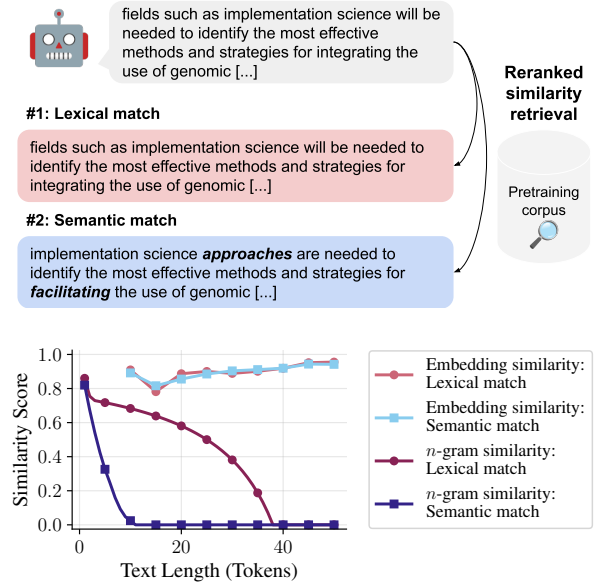 fields such as implementation science will be
needed to identify the most effective
methods and strategies for integrating the
use of genomic [...]
Reranked
similarity
retrieval
#1: Lexical match
fields such as implementation science will be needed to
identify the most effective methods and strategies for
integrating the use of genomic [...]
Pretraining
corpus
#2: Semantic match
implementation science approaches are needed to
identify the most effective methods and strategies for
facilitating the use of genomic [...]
Similarity Score
1.0
0.8
0.6
0.4
0.2
0.0
0
20
40
Text Length (Tokens)
Embedding similarity:
Lexical match
Embedding similarity:
Semantic match
n-gram similarity:
Lexical match
n-gram similarity:
Semantic match